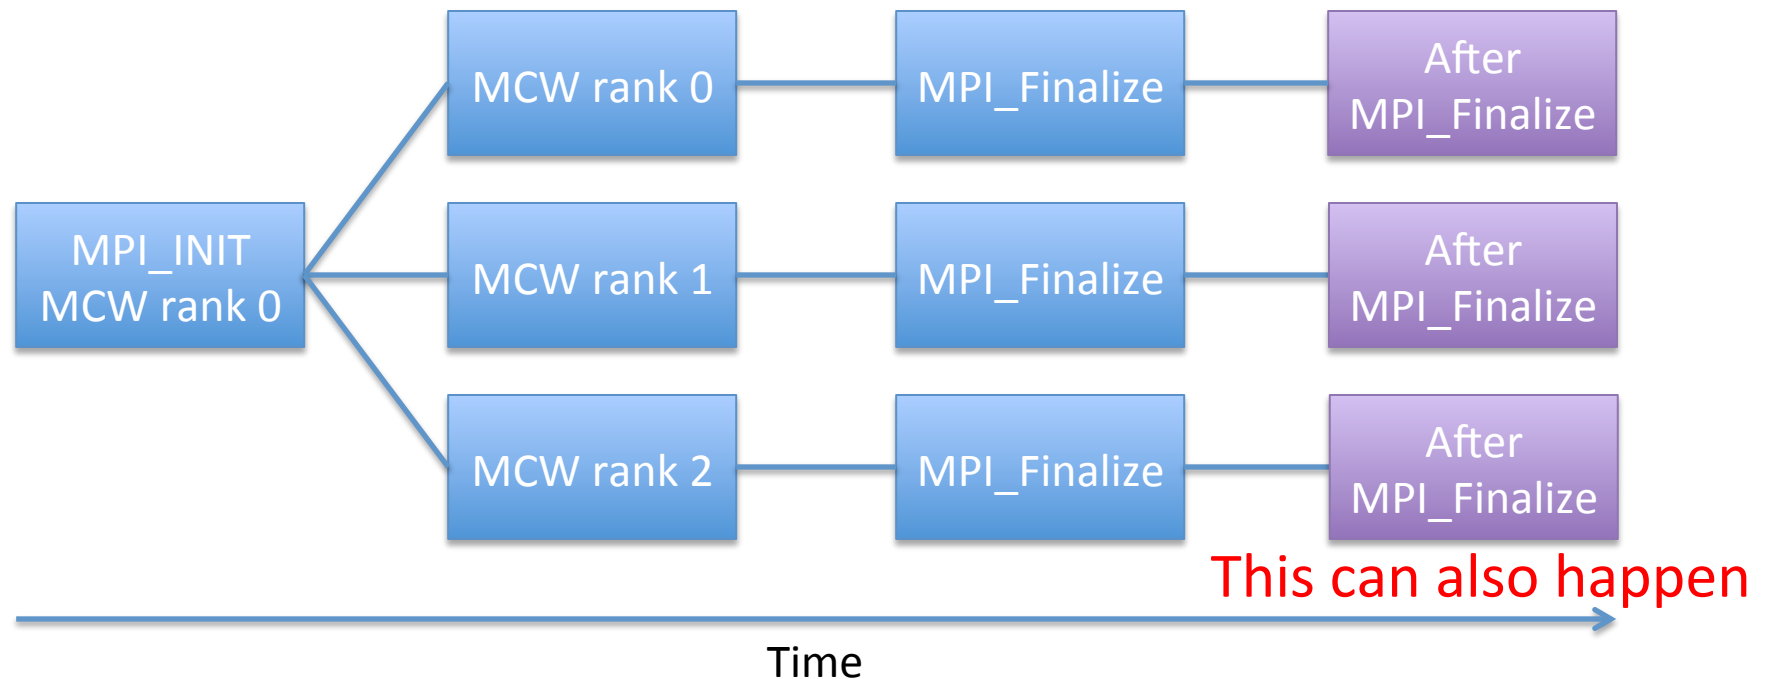 MCW rank 0
MPI_Finalize
After
MPI_Finalize
MPI_INIT
MCW rank 0
MCW rank 1
MPI_Finalize
After
MPI_Finalize
MCW rank 2
MPI_Finalize
After
MPI_Finalize
This can also happen
Time